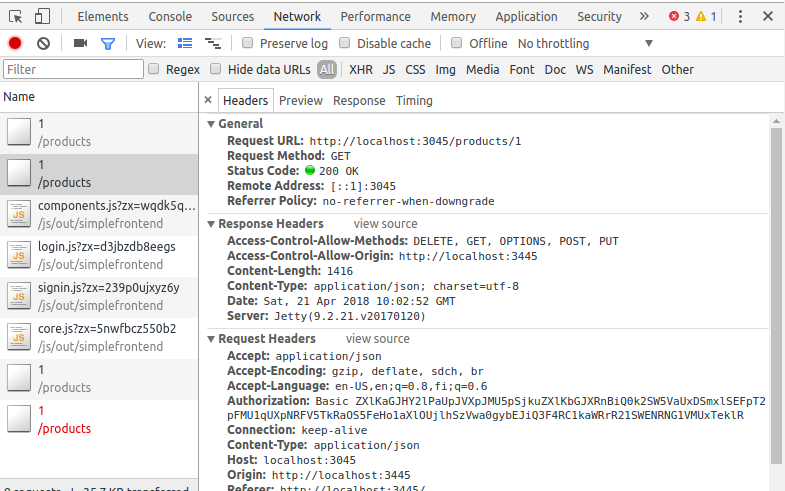 Elements Console Sources Network Performance Memory Application Security 3 1
View: Preserve log Disable cache Offline No throttling
Filter Regex Hide data URLs All XHR JS CSS Img Media Font Doc WS Manifest Other
Name
1
/products
1
/products
components.js?zx=wqdk5q...
/js/out/simplefrontend
login.js?zx=d3jbzdb8eegs
/js/out/simplefrontend
signin.js?zx=239p0ujxyz6y
/js/out/simplefrontend
core.js?zx=5nwfbcz550b2
/js/out/simplefrontend
1
/products
1
/products
Headers Preview Response Timing
General
Request URL: http://localhost:3045/products/1
Request Method: GET
Status Code: 200 OK
Remote Address: [::1]:3045
Referrer Policy: no-referrer-when-downgrade
Response Headers view source
Access-Control-Allow-Methods: DELETE, GET, OPTIONS, POST, PUT
Access-Control-Allow-Origin: http://localhost:3445
Content-Length: 1416
Content-Type: application/json; charset=utf-8
Date: Sat, 21 Apr 2018 10:02:52 GMT
Server: Jetty(9.2.21.v20170120)
Request Headers view source
Accept: application/json
Accept-Encoding: gzip, deflate, sdch, br
Accept-Language: en-US,en;q=0.8,fi;q=0.6
Authorization: Basic ZXlKaGJHY2lPaUpJVXpJMU5pSjkuZXlKbGJXRnBiQ0k2SW5VaUxDSmxlSEFpT2
pFMU1qUXpNRFV5TkRaOS5FeHo1aXlOUjlhSzVwa0gybEJiQ3F4RC1kaWRrR21SWENRNG1VMUxTeklR
Connection: keep-alive
Content-Type: application/json
Host: localhost:3045
Origin: http://localhost:3445
Referer: http://localhost:3445/